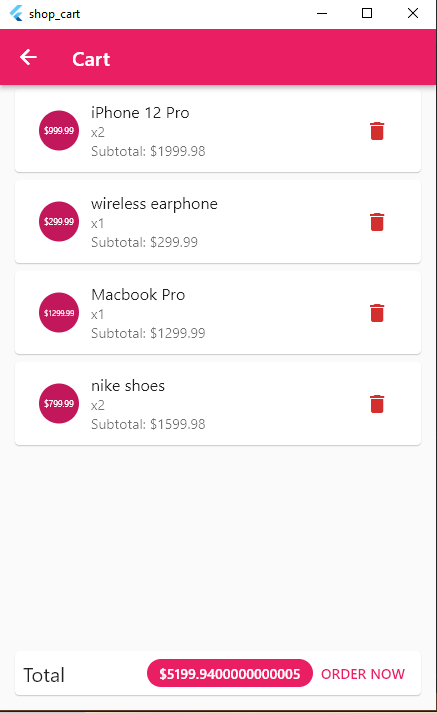 shop_cart
Cart
$999.99
iPhone 12 Pro
x2
Subtotal: $1999.98
$299.99
wireless earphone
x1
Subtotal: $299.99
$1299.99
Macbook Pro
x1
Subtotal: $1299.99
$799.99
nike shoes
x2
Subtotal: $1599.98
Total
$5199.9400000000005
ORDER NOW